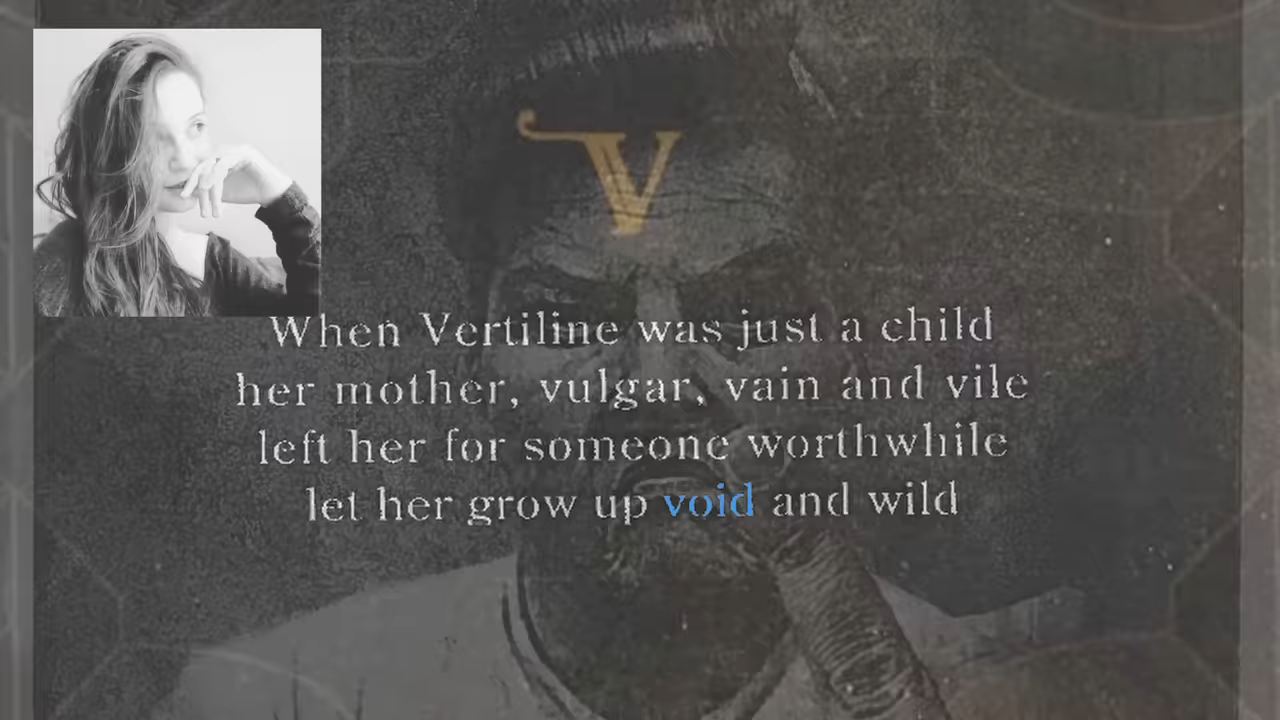 V
When Vertiline was just a child
her mother, vulgar, vain and vile
left her for someone worthwhile
let her grow up void and wild